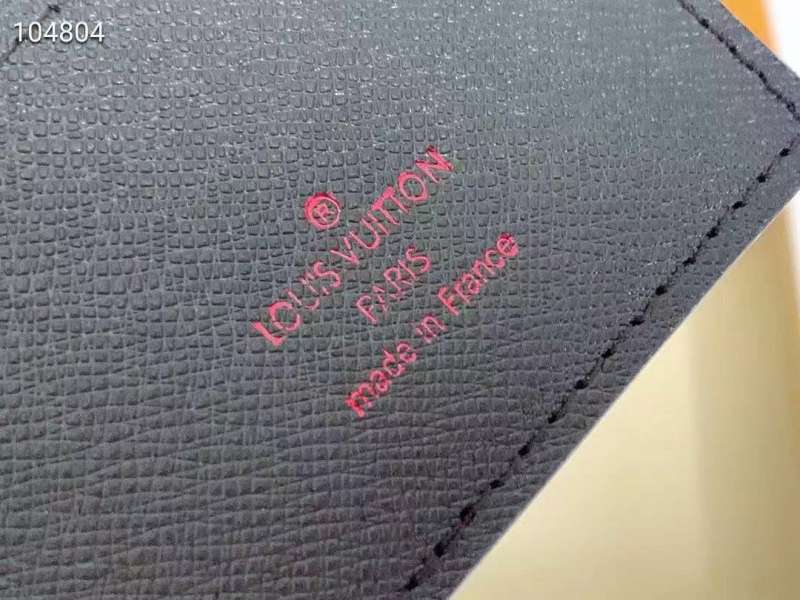 104804
®
LOUIS VUITTON
PARIS
made in France